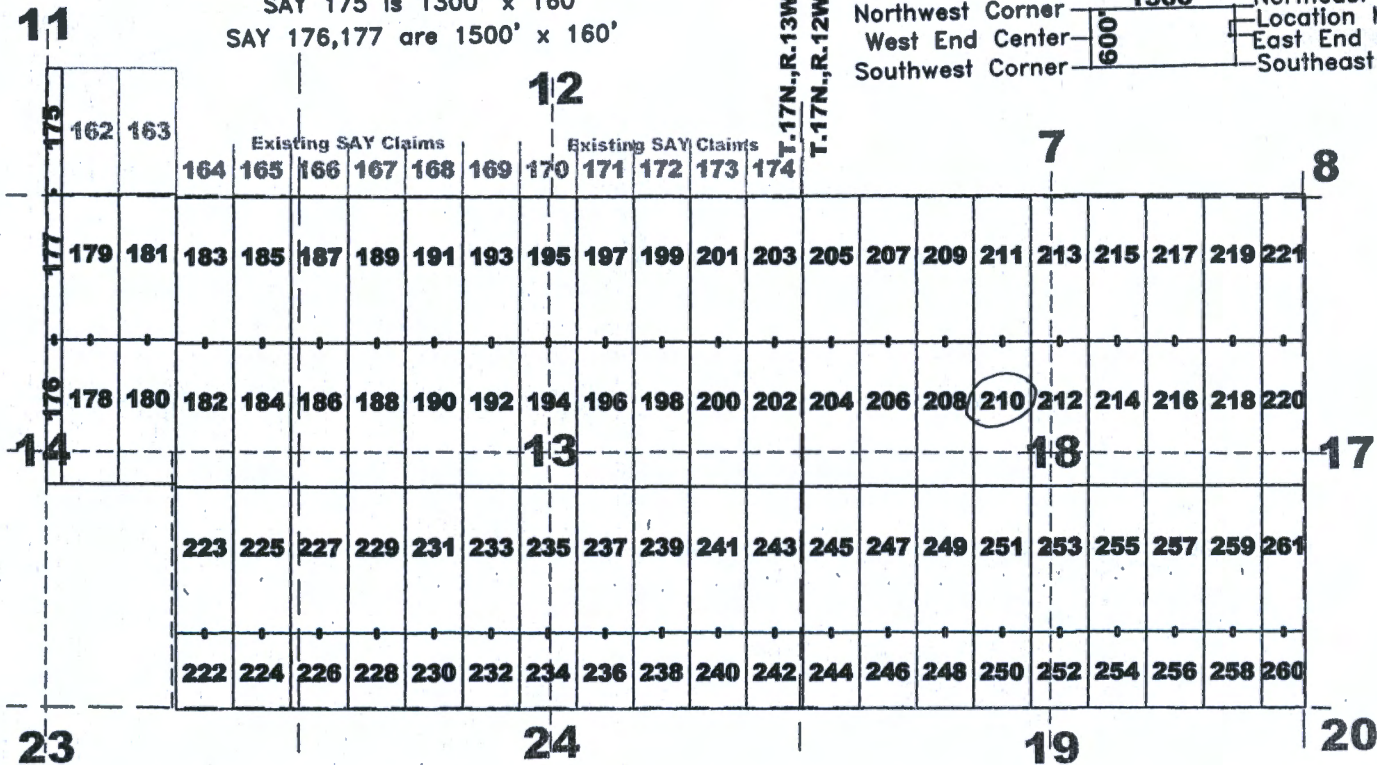 SAY 175 is 1300' x 160'
SAY 176,177 are 1500' x 160'
Northwest Corner
West End Center
Southwest Corner
600'
1500'
Location
East End
Southeast
T.17N.,R.13W
T.17N.,R.12W
11
12
7
8
175 162 163
Existing SAY Claims
Existing SAY Claims
164 165 166 167 168 169 170 171 172 173 174
177 179 181 183 185 187 189 191 193 195 197 199 201 203 205 207 209 211 213 215 217 219 221
176 178 180 182 184 186 188 190 192 194 196 198 200 202 204 206 208 210 212 214 216 218 220
14 13 18 17
223 225 227 229 231 233 235 237 239 241 243 245 247 249 251 253 255 257 259 261
222 224 226 228 230 232 234 236 238 240 242 244 246 248 250 252 254 256 258 260
23 24 19 20